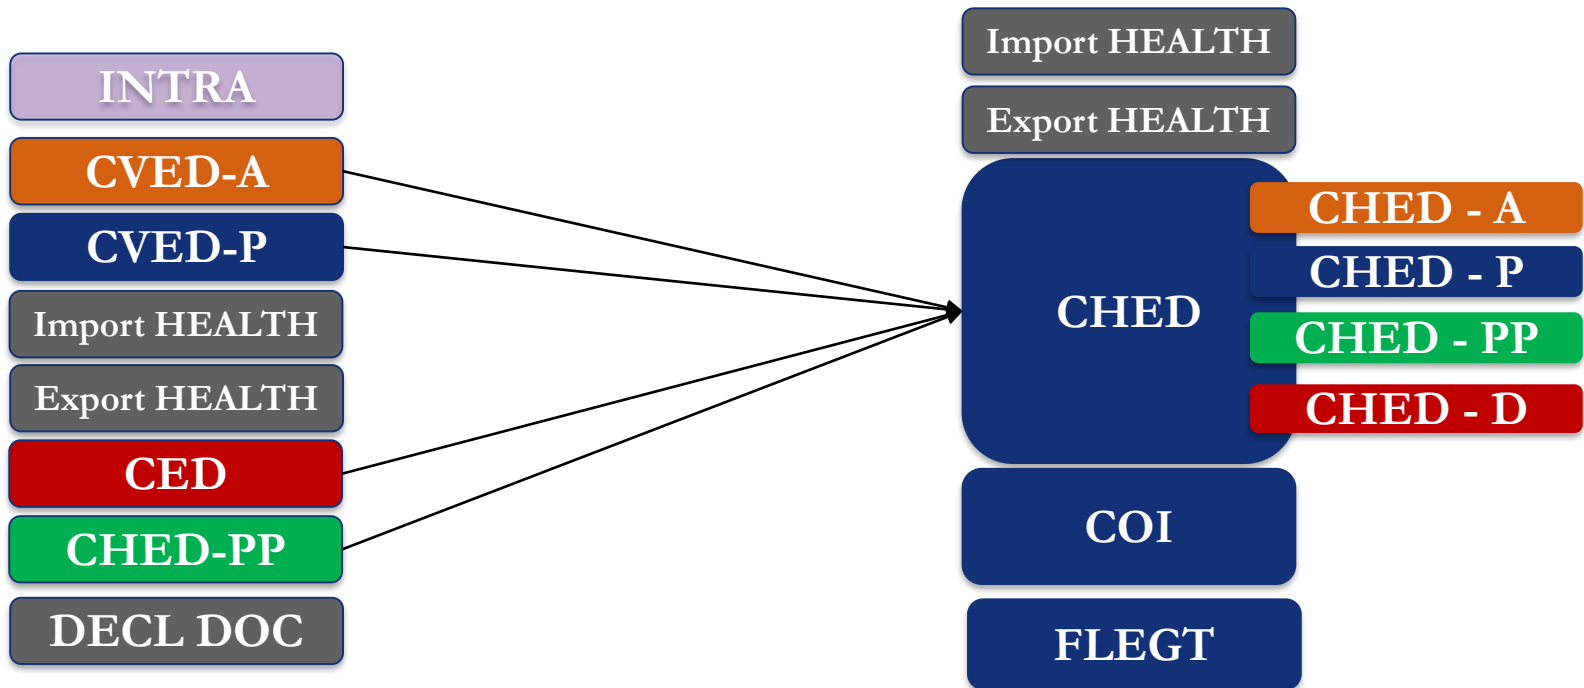 INTRA
CVED-A
CVED-P
Import HEALTH
Export HEALTH
CED
CHED-PP
DECL DOC
Import HEALTH
Export HEALTH
CHED
CHED - A
CHED - P
CHED - PP
CHED - D
COI
FLEGT